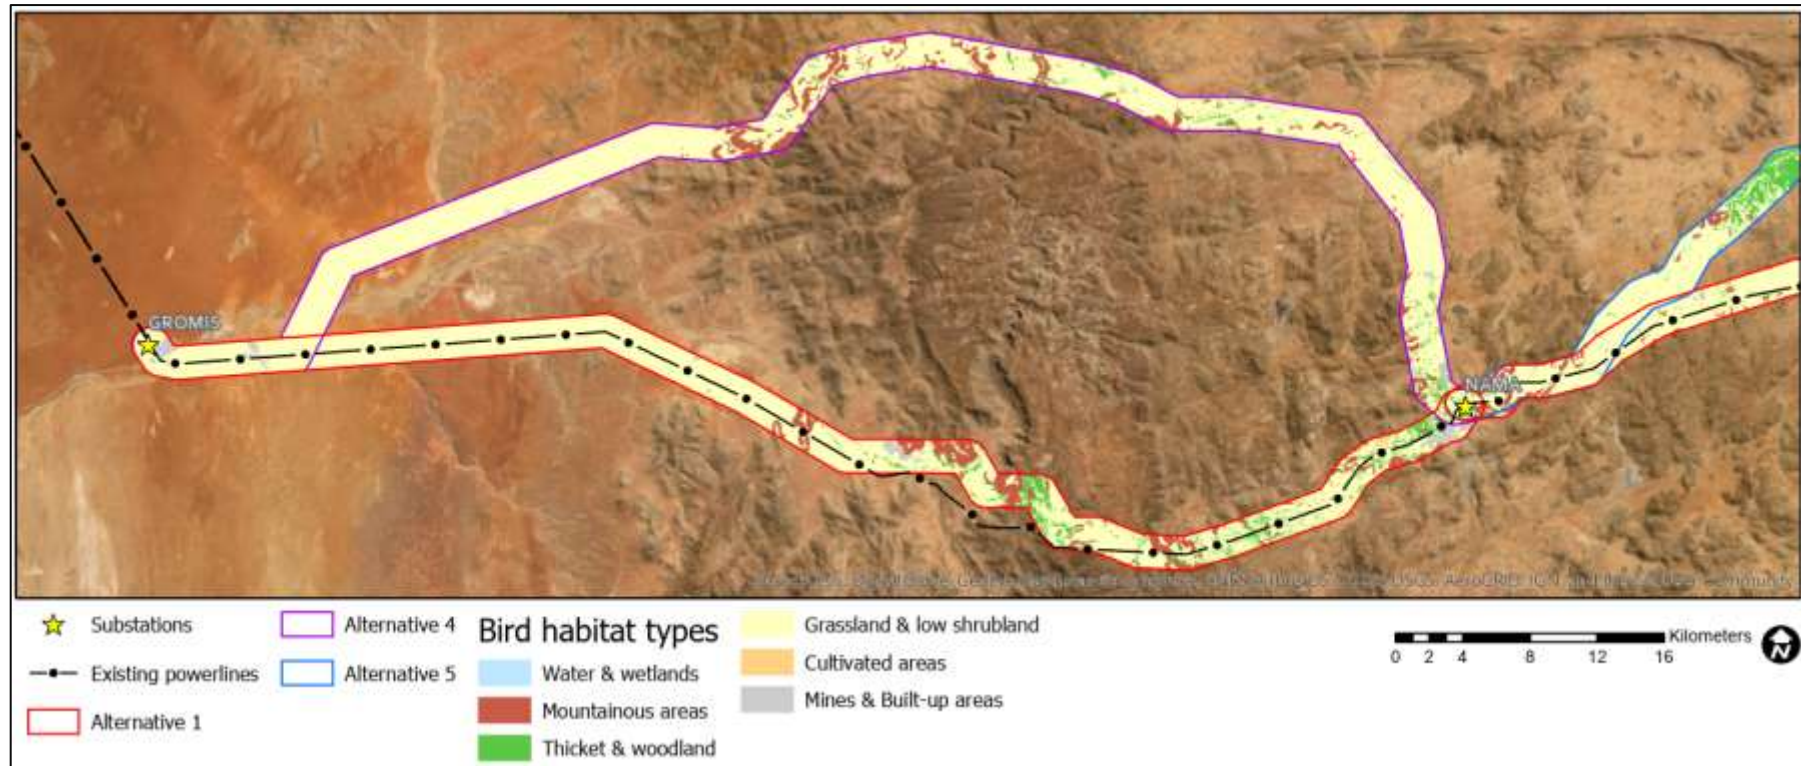 GROMIS
NAMA
Substations
Existing powerlines
Alternative 1
Alternative 4
Alternative 5
Bird habitat types
Water & wetlands
Mountainous areas
Thicket & woodland
Grassland & low shrubland
Cultivated areas
Mines & Built-up areas
Kilometers
0 2 4 8 12 16
N